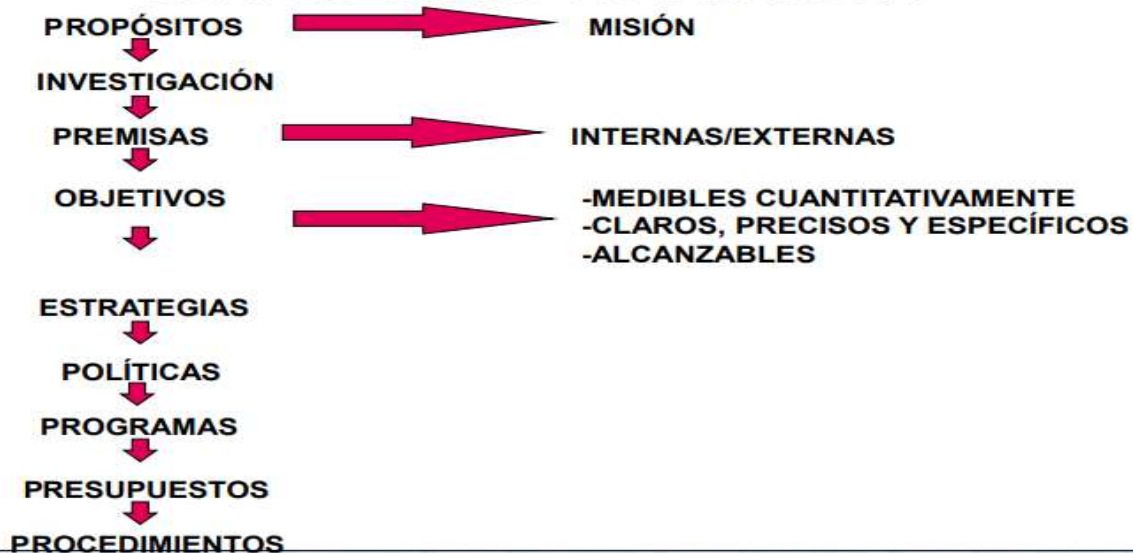 PROPÓSITOS MISIÓN
INVESTIGACIÓN
PREMISAS INTERNAS/EXTERNAS
OBJETIVOS -MEDIBLES CUANTITATIVAMENTE
-CLAROS, PRECISOS Y ESPECÍFICOS
-ALCANZABLES
ESTRATEGIAS
POLÍTICAS
PROGRAMAS
PRESUPUESTOS
PROCEDIMIENTOS